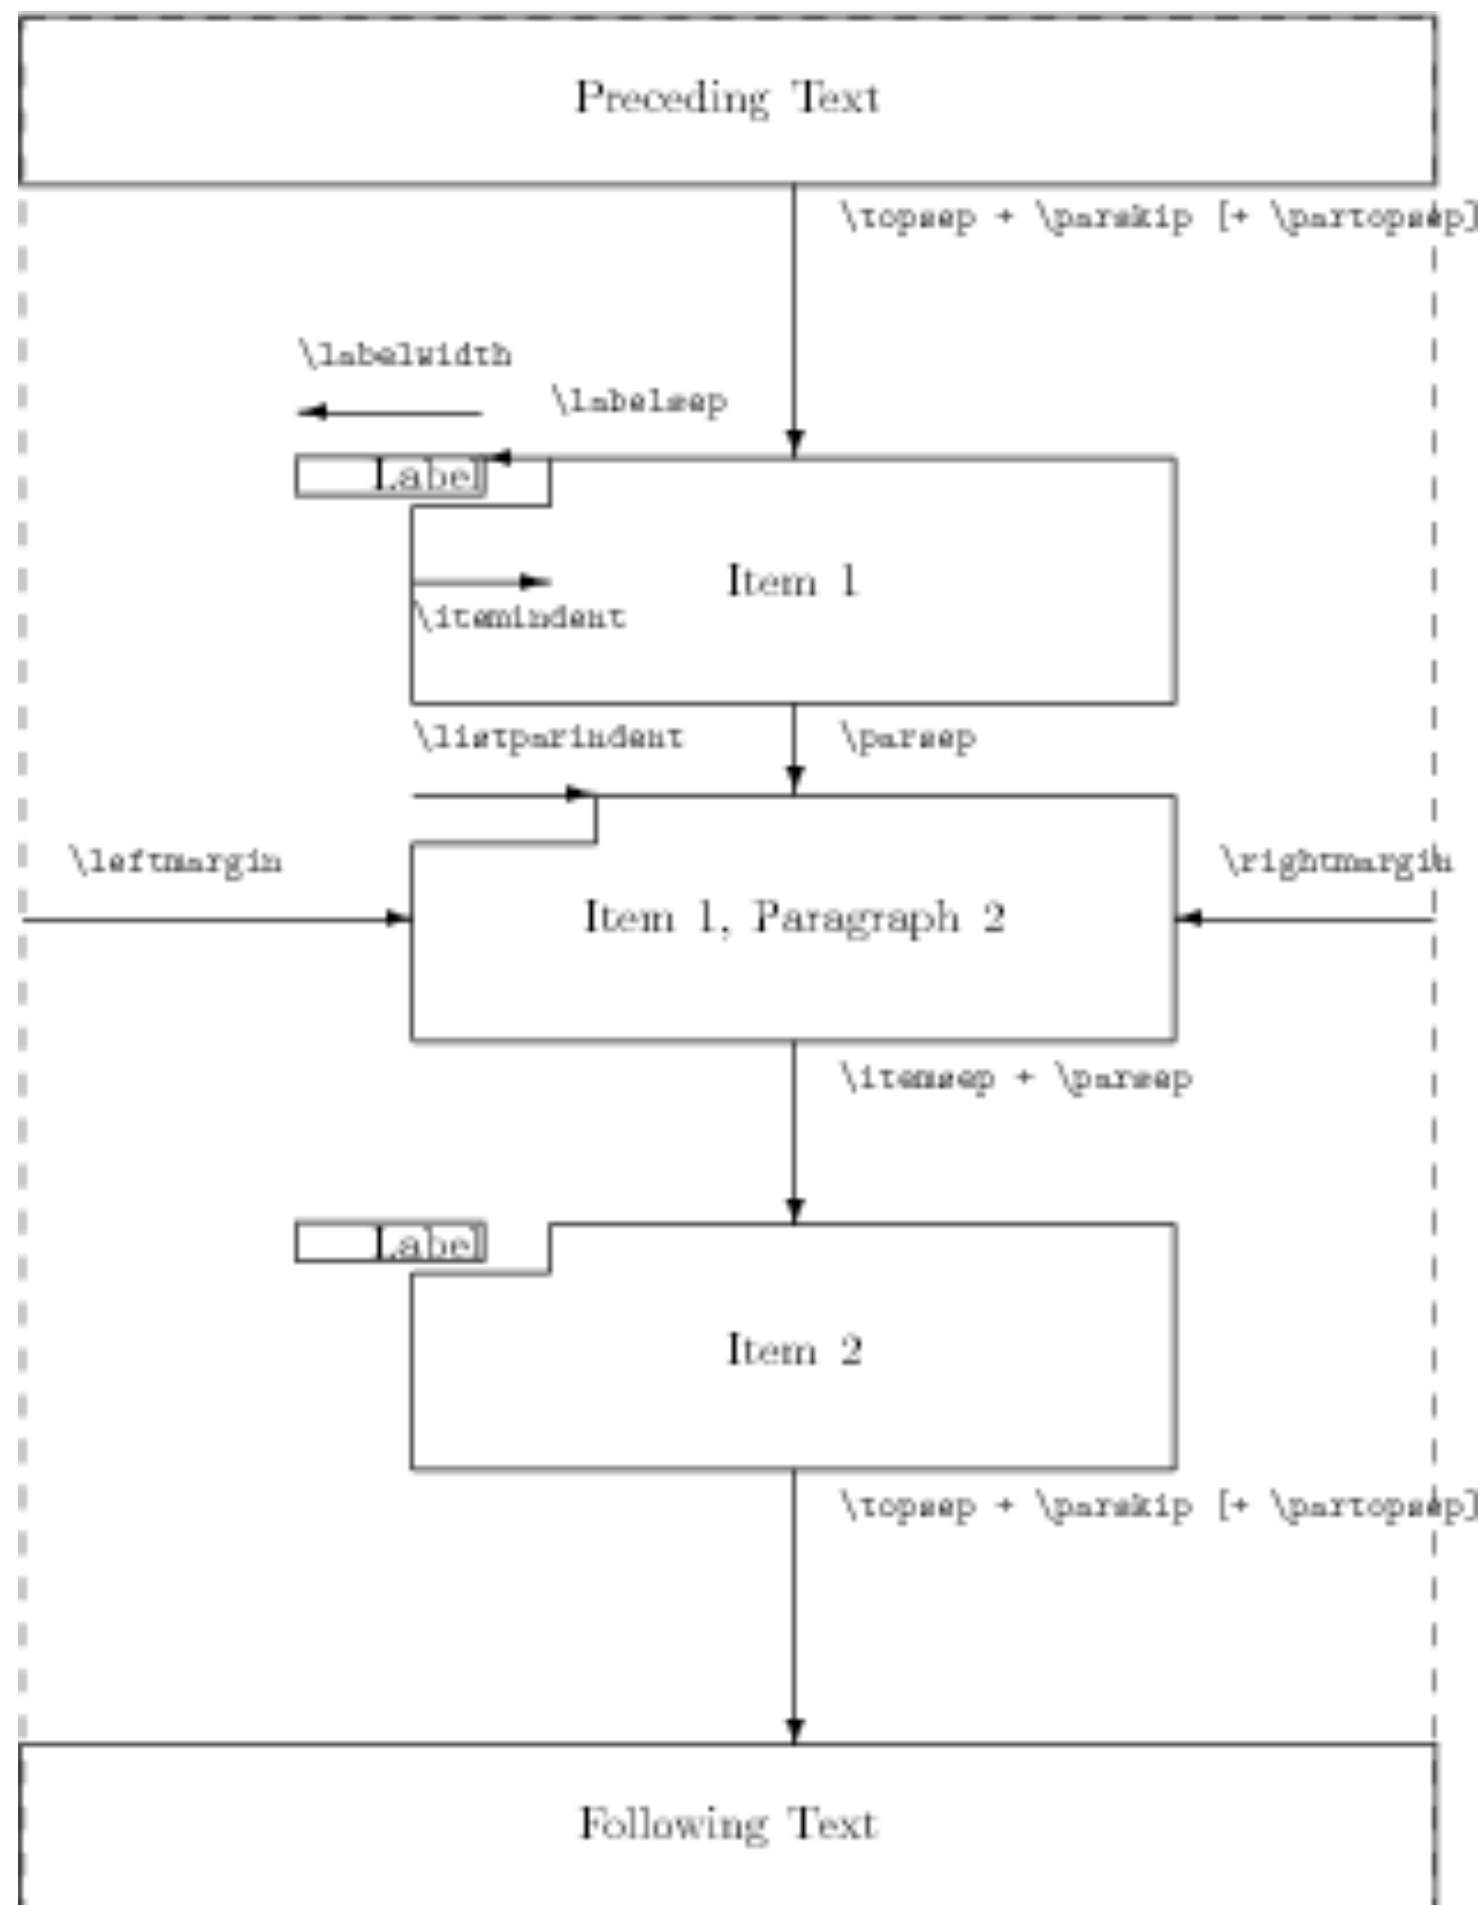 Preceding Text
\topsep + \parskip [+ \partopsep]
\labelwidth
\labelsep
Label
Item 1
\itemindent
\listparindent
\parsep
\leftmargin
\rightmargin
Item 1, Paragraph 2
\itemsep + \parsep
Label
Item 2
\topsep + \parskip [+ \partopsep]
Following Text